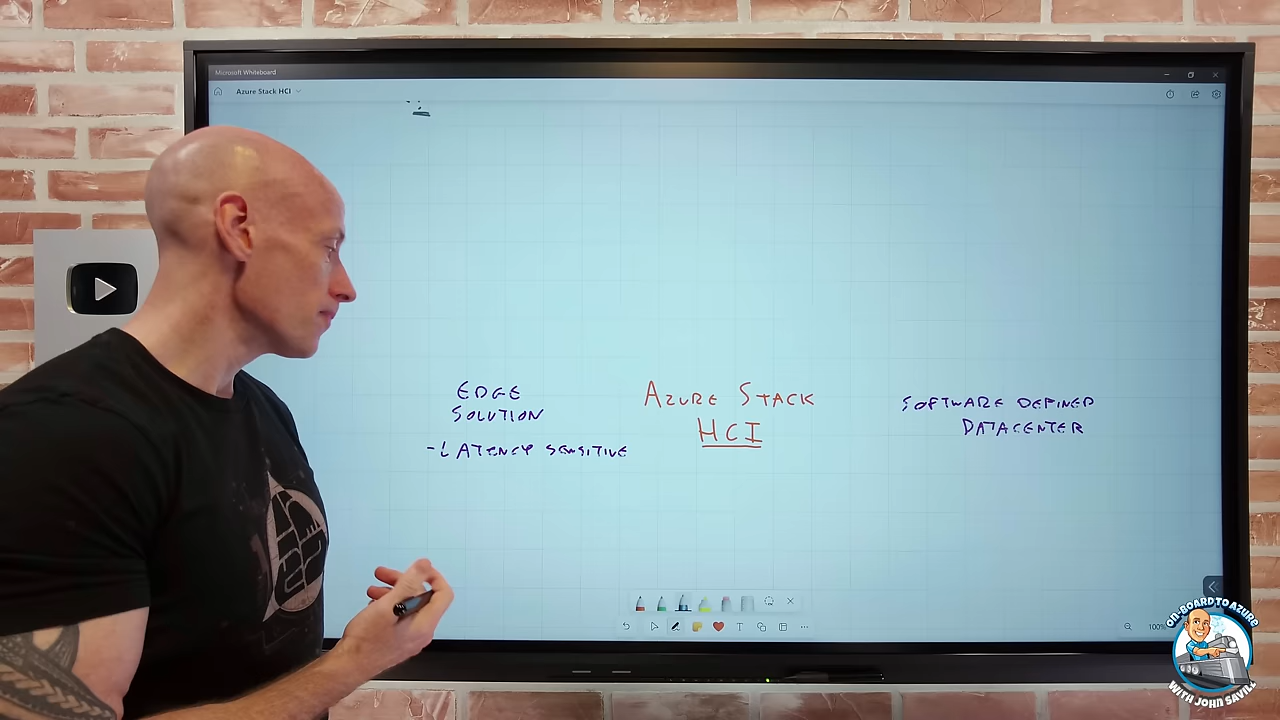 Microsoft Whiteboard
Azure Stack HCI
EDGE
SOLUTION
-LATENCY SENSITIVE
AZURE STACK
HCI
SOFTWARE DEFINED
DATACENTER
ON-BOARD TO AZURE
WITH JOHN SAVILL